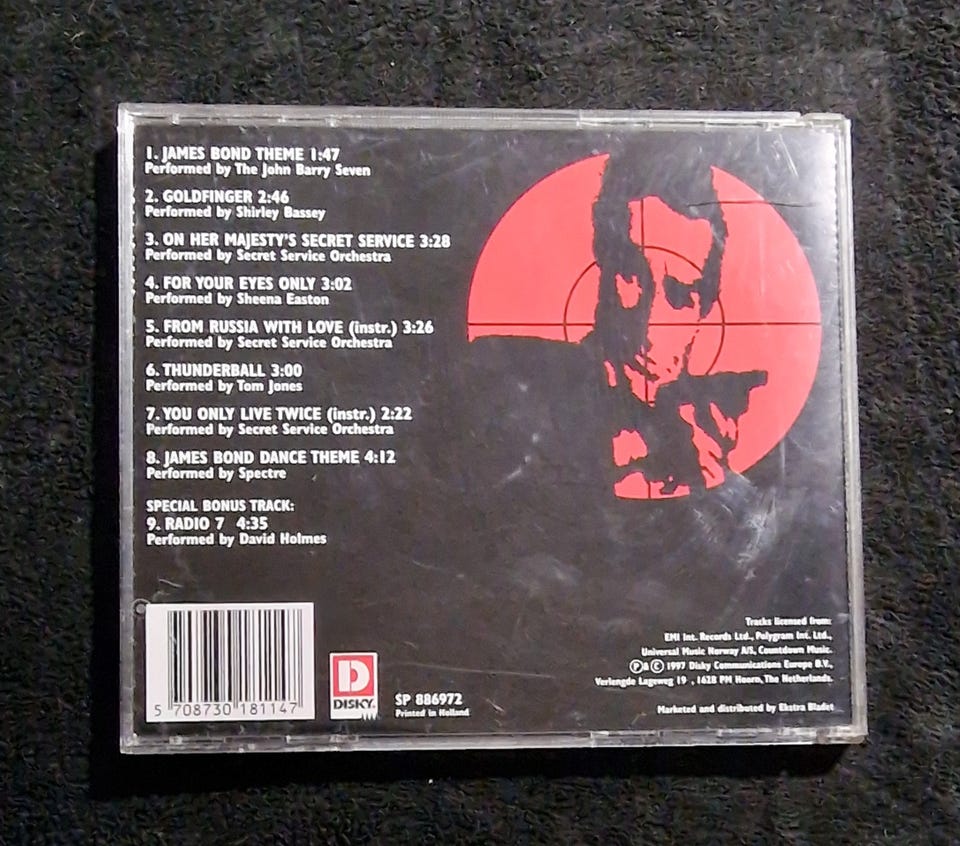 1. JAMES BOND THEME 1:47
Performed by The John Barry Seven
2. GOLDFINGER 2:46
Performed by Shirley Bassey
3. ON HER MAJESTY'S SECRET SERVICE 3:28
Performed by Secret Service Orchestra
4. FOR YOUR EYES ONLY 3:02
Performed by Sheena Easton
5. FROM RUSSIA WITH LOVE (instr.) 3:26
Performed by Secret Service Orchestra
6. THUNDERBALL 3:00
Performed by Tom Jones
7. YOU ONLY LIVE TWICE (instr.) 2:22
Performed by Secret Service Orchestra
8. JAMES BOND DANCE THEME 4:12
Performed by Spectre
SPECIAL BONUS TRACK:
9. RADIO 7 4:35
Performed by David Holmes
5 708730 181147
D
DISKY
SP 886972
Printed in Holland
Tracks licensed from:
EMI Int. Records Ltd., Polygram Int. Ltd.,
Universal Music Norway A/S, Countdown Music.
℗ & © 1997 Disky Communications Europe B.V.,
Verlengde Lageweg 19 , 1628 PM Hoorn, The Netherlands.
Marketed and distributed by Ekstra Bladet